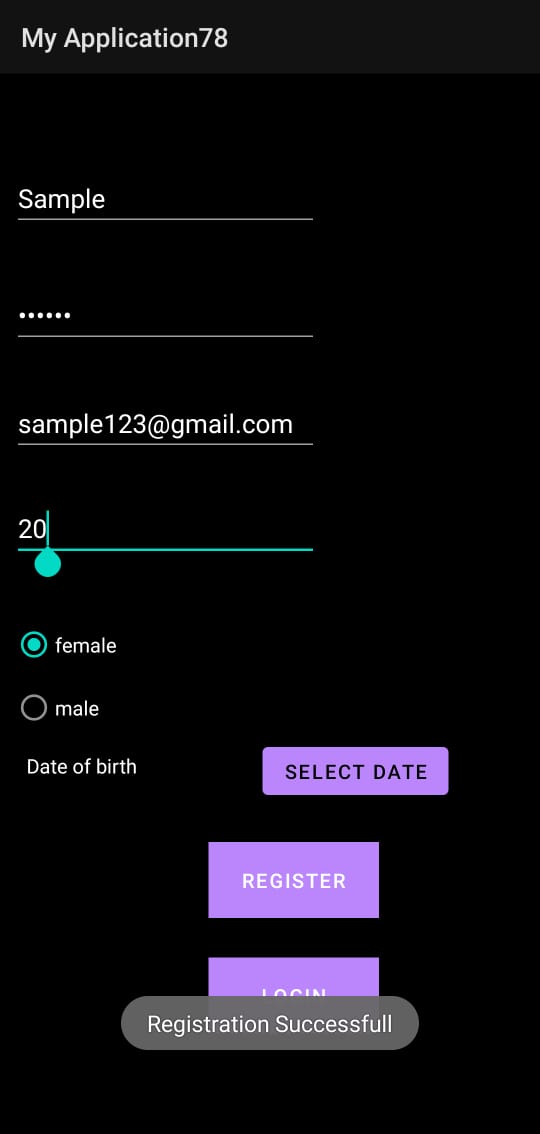 My Application78
Sample
••••••
sample123@gmail.com
20
female
male
Date of birth
SELECT DATE
REGISTER
LOGIN
Registration Successfull